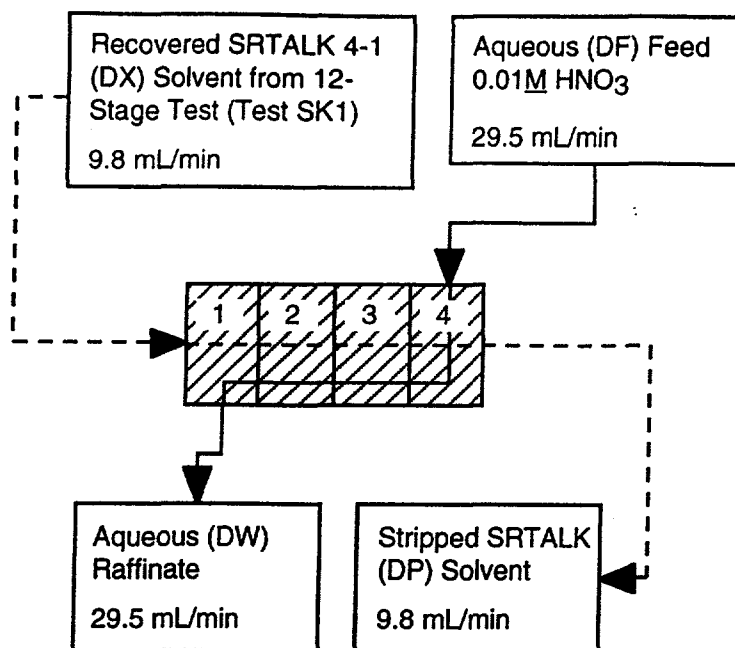 Recovered SRTALK 4-1
(DX) Solvent from 12-
Stage Test (Test SK1)
9.8 mL/min
Aqueous (DF) Feed
0.01M HNO3
29.5 mL/min
1 2 3 4
Aqueous (DW)
Raffinate
29.5 mL/min
Stripped SRTALK
(DP) Solvent
9.8 mL/min